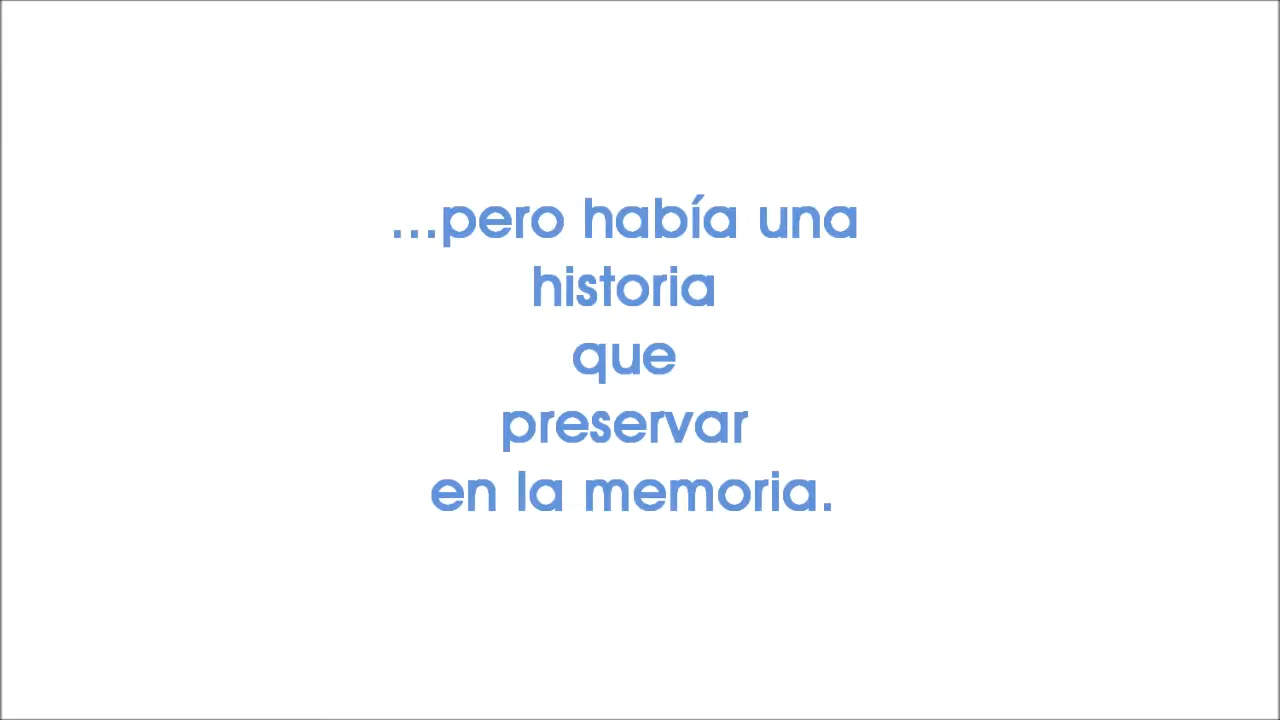 ...pero había una
historia
que
preservar
en la memoria.